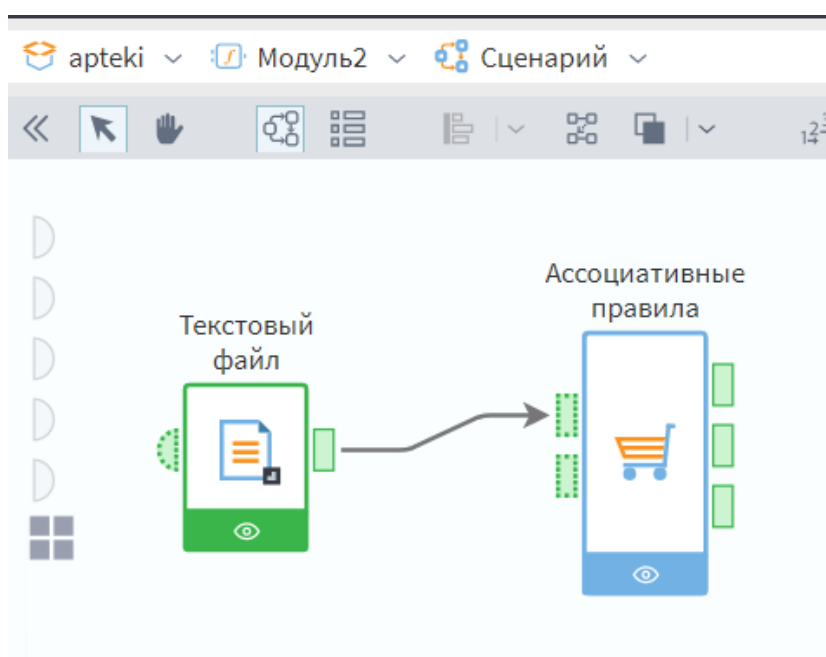 apteki Модуль2 Сценарий
Ассоциативные
правила
Текстовый
файл